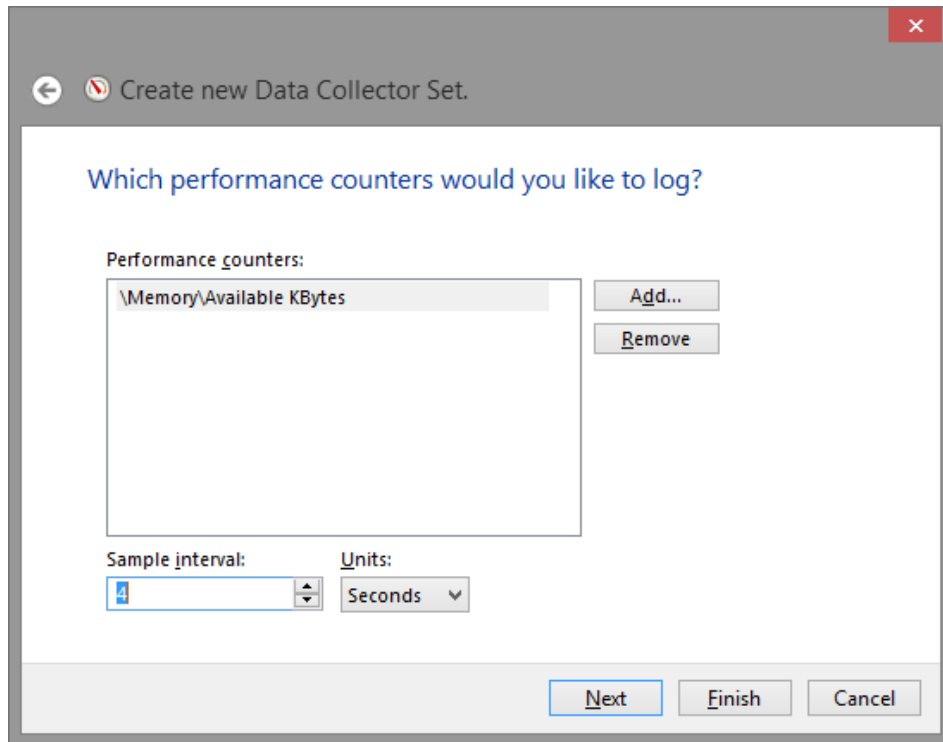 Create new Data Collector Set.
Which performance counters would you like to log?
Performance counters:
\Memory\Available KBytes
Add...
Remove
Sample interval:
Units:
4
Seconds
Next
Finish
Cancel